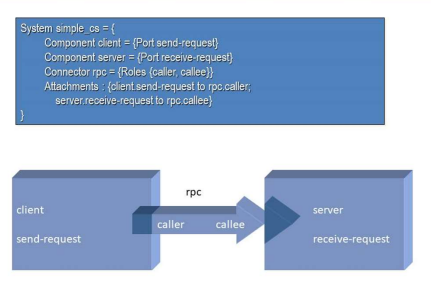 System simple_cs = {
Component client = {Port send-request}
Component server = {Port receive-request}
Connector rpc = {Roles {caller, callee}}
Attachments : {client.send-request to rpc.caller;
server.receive-request to rpc.callee}
}
rpc
client
caller
callee
server
send-request
receive-request